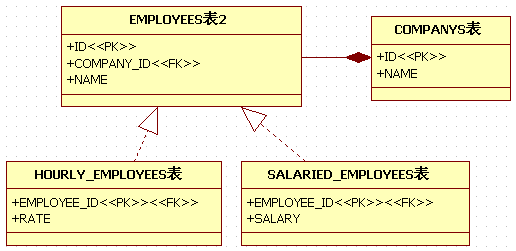 EMPLOYEES表2
+ID<<PK>>
+COMPANY_ID<<FK>>
+NAME
COMPANYS表
+ID<<PK>>
+NAME
HOURLY_EMPLOYEES表
+EMPLOYEE_ID<<PK>><<FK>>
+RATE
SALARIED_EMPLOYEES表
+EMPLOYEE_ID<<PK>><<FK>>
+SALARY